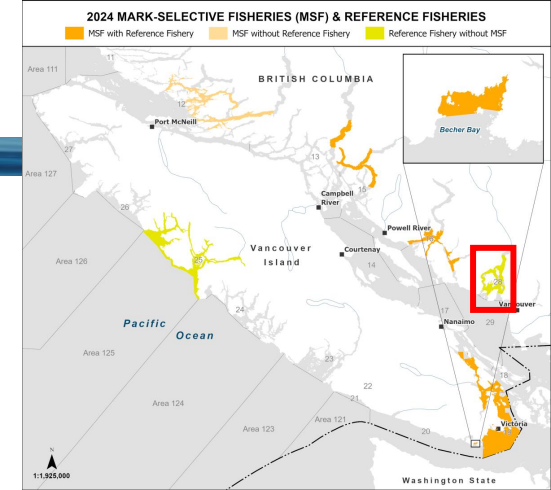 2024 MARK-SELECTIVE FISHERIES (MSF) & REFERENCE FISHERIES
MSF with Reference Fishery
MSF without Reference Fishery
Reference Fishery without MSF
11
Area 111
BRITISH COLUMBIA
12
Port McNeill
Becher Bay
27
13
Area 127
15
Campbell
River
26
Powell River
16
Vancouver
Island
Courtenay
25
14
Area 126
28
Vancouver
24
17
Nanaimo
29
Pacific
Ocean
Area 125
23
18
22
21
Area 124
Area 121
Area 123
20
Victoria
N
1:1,925,000
Washington State